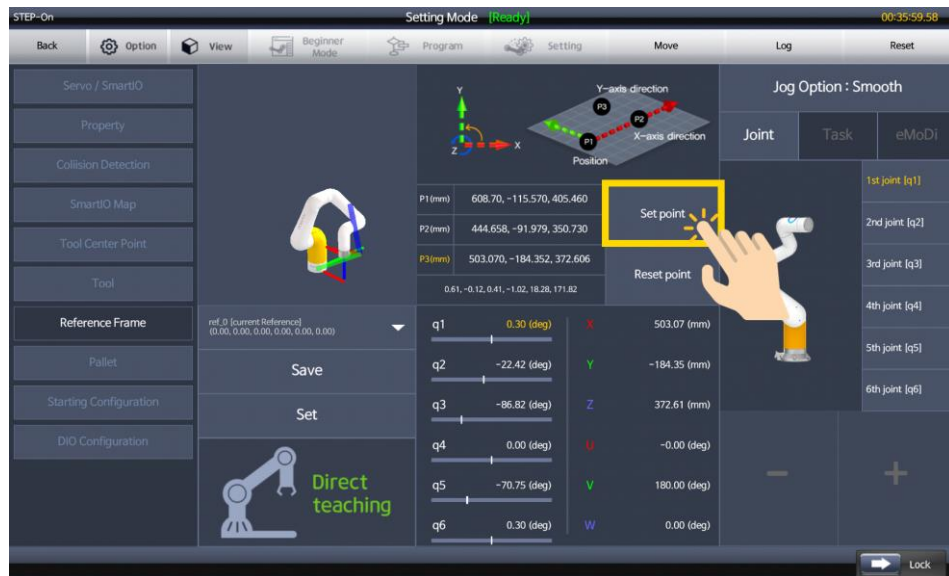 STEP-On
Setting Mode [Ready]
00:35:59.58
Back
Option
View
Beginner
Mode
Program
Setting
Move
Log
Reset
Servo / SmartIO
Property
Collision Detection
SmartIO Map
Tool Center Point
Tool
Reference Frame
Pallet
Starting Configuration
DIO Configuration
ref_0 [current Reference]
(0.00, 0.00, 0.00, 0.00, 0.00, 0.00)
Save
Set
Direct
teaching
Y
Z
X
Y-axis direction
P3
P2
P1
X-axis direction
Position
P1(mm) 608.70, -115.570, 405.460
P2(mm) 444.658, -91.979, 350.730
P3(mm) 503.070, -184.352, 372.606
0.61, -0.12, 0.41, -1.02, 18.28, 171.82
Set point
Reset point
q1 0.30 (deg) X 503.07 (mm)
q2 -22.42 (deg) Y -184.35 (mm)
q3 -86.82 (deg) Z 372.61 (mm)
q4 0.00 (deg) U -0.00 (deg)
q5 -70.75 (deg) V 180.00 (deg)
q6 0.30 (deg) W 0.00 (deg)
Jog Option : Smooth
Joint
Task
eMoDi
1st joint [q1]
2nd joint [q2]
3rd joint [q3]
4th joint [q4]
5th joint [q5]
6th joint [q6]
- +
Lock